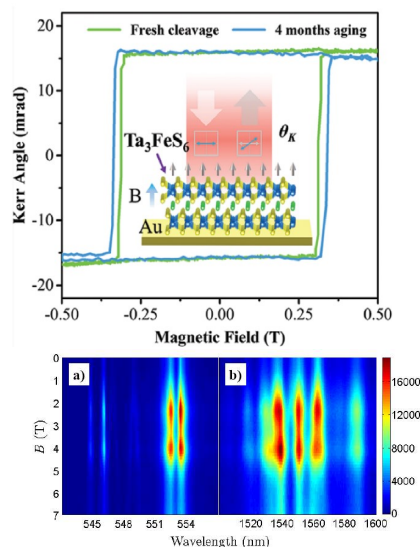 Fresh cleavage 4 months aging
20
10
0
-10
-20
Kerr Angle (mrad)
θK
Ta3FeS6
B
Au
-0.50 -0.25 0.00 0.25 0.50
Magnetic Field (T)
a) b)
0
1
2
3
4
5
6
7
B (T)
16000
12000
8000
4000
0
545 548 551 554 1520 1540 1560 1580 1600
Wavelength (nm)